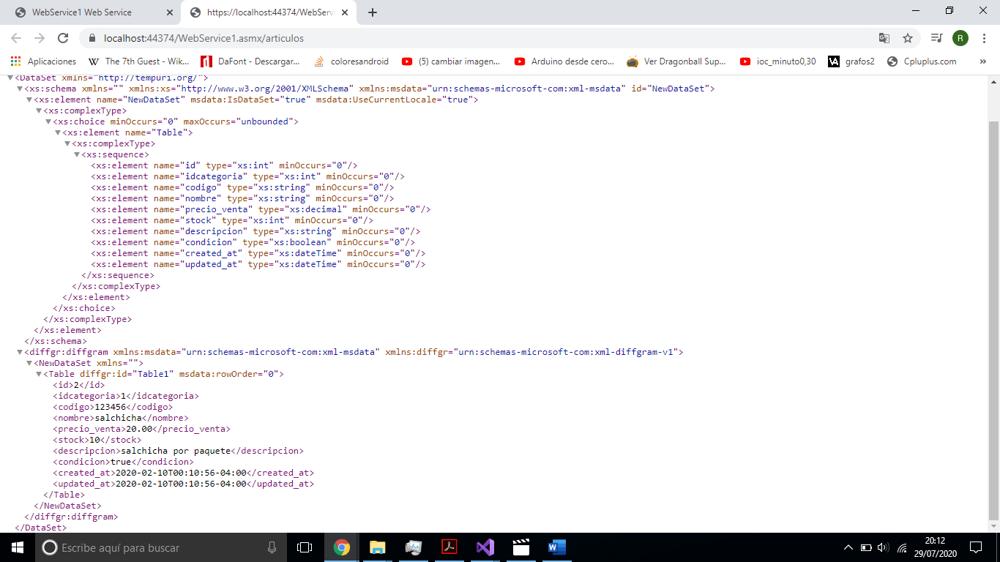 WebService1 Web Service
https://localhost:44374/WebServi
localhost:44374/WebService1.asmx/articulos
R
Aplicaciones
W The 7th Guest - Wik...
DaFont - Descargar...
coloresandroid
(5) cambiar imagen...
Arduino desde cero...
Ver Dragonball Sup...
ioc_minuto0,30
grafos2
Cpluplus.com
»
<DataSet xmlns="http://tempuri.org/">
<xs:schema xmlns="" xmlns:xs="http://www.w3.org/2001/XMLSchema" xmlns:msdata="urn:schemas-microsoft-com:xml-msdata" id="NewDataSet">
<xs:element name="NewDataSet" msdata:IsDataSet="true" msdata:UseCurrentLocale="true">
<xs:complexType>
<xs:choice minOccurs="0" maxOccurs="unbounded">
<xs:element name="Table">
<xs:complexType>
<xs:sequence>
<xs:element name="id" type="xs:int" minOccurs="0"/>
<xs:element name="idcategoria" type="xs:int" minOccurs="0"/>
<xs:element name="codigo" type="xs:string" minOccurs="0"/>
<xs:element name="nombre" type="xs:string" minOccurs="0"/>
<xs:element name="precio_venta" type="xs:decimal" minOccurs="0"/>
<xs:element name="stock" type="xs:int" minOccurs="0"/>
<xs:element name="descripcion" type="xs:string" minOccurs="0"/>
<xs:element name="condicion" type="xs:boolean" minOccurs="0"/>
<xs:element name="created_at" type="xs:dateTime" minOccurs="0"/>
<xs:element name="updated_at" type="xs:dateTime" minOccurs="0"/>
</xs:sequence>
</xs:complexType>
</xs:element>
</xs:choice>
</xs:complexType>
</xs:element>
</xs:schema>
<diffgr:diffgram xmlns:msdata="urn:schemas-microsoft-com:xml-msdata" xmlns:diffgr="urn:schemas-microsoft-com:xml-diffgram-v1">
<NewDataSet xmlns="">
<Table diffgr:id="Table1" msdata:rowOrder="0">
<id>2</id>
<idcategoria>1</idcategoria>
<codigo>123456</codigo>
<nombre>salchicha</nombre>
<precio_venta>20.00</precio_venta>
<stock>10</stock>
<descripcion>salchicha por paquete</descripcion>
<condicion>true</condicion>
<created_at>2020-02-10T00:10:56-04:00</created_at>
<updated_at>2020-02-10T00:10:56-04:00</updated_at>
</Table>
</NewDataSet>
</diffgr:diffgram>
</DataSet>
Escribe aquí para buscar
20:12
29/07/2020